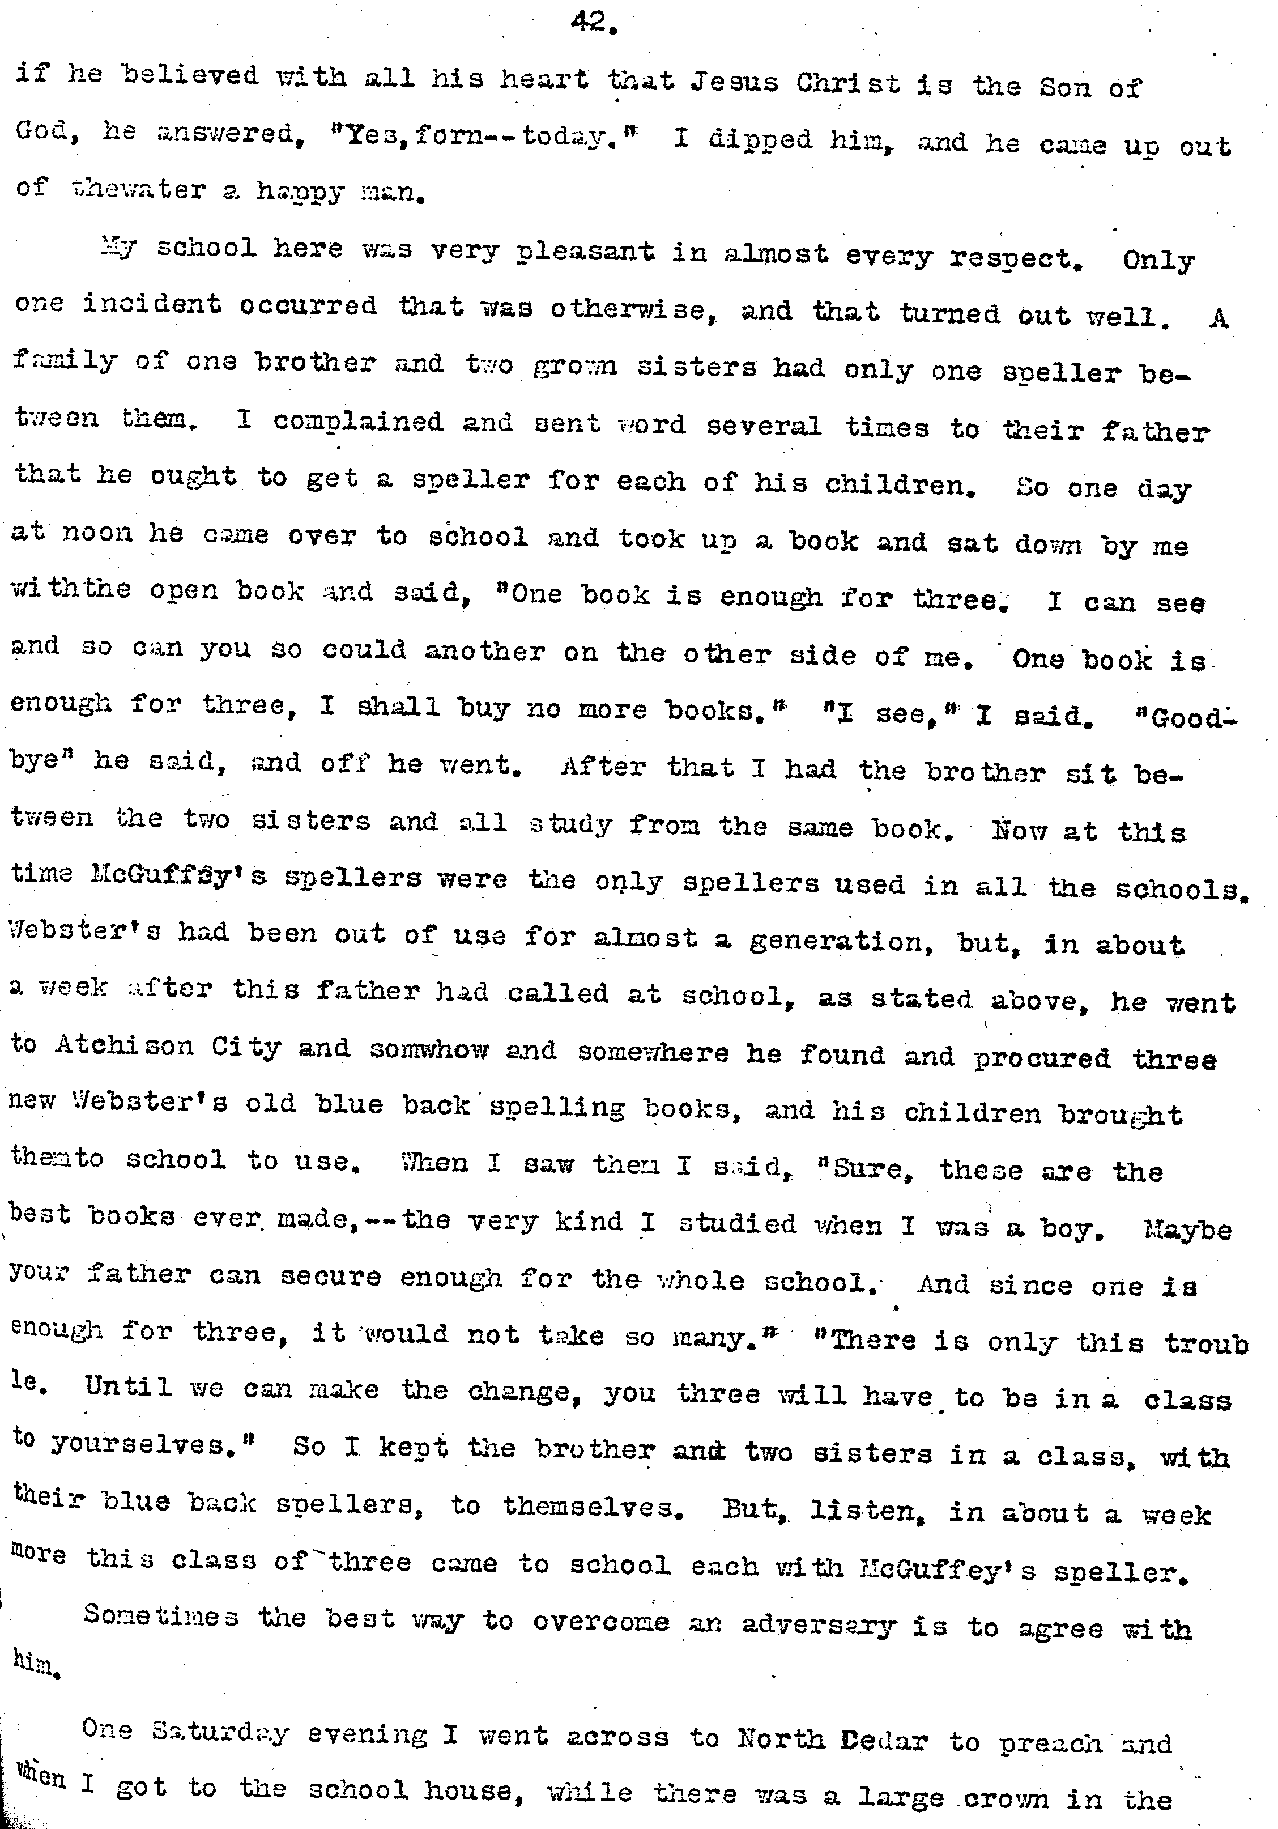 42.
if he believed with all his heart that Jesus Christ is the Son of
God, he answered, "Yes,forn--today." I dipped him, and he came up out
of thewater a happy man.
My school here was very pleasant in almost every respect. Only
one incident occurred that was otherwise, and that turned out well. A
family of one brother and two grown sisters had only one speller be-
tween them. I complained and sent word several times to their father
that he ought to get a speller for each of his children. So one day
at noon he came over to school and took up a book and sat down by me
withthe open book and said, "One book is enough for three. I can see
and so can you so could another on the other side of me. One book is
enough for three, I shall buy no more books." "I see," I said. "Good-
bye" he said, and off he went. After that I had the brother sit be-
tween the two sisters and all study from the same book. Now at this
time McGuffey's spellers were the only spellers used in all the schools.
Webster's had been out of use for almost a generation, but, in about
a week after this father had called at school, as stated above, he went
to Atchison City and somwhow and somewhere he found and procured three
new Webster's old blue back spelling books, and his children brought
themto school to use. When I saw them I said, "Sure, these are the
best books ever made,--the very kind I studied when I was a boy. Maybe
your father can secure enough for the whole school. And since one is
enough for three, it would not take so many." "There is only this troub
le. Until we can make the change, you three will have to be in a class
to yourselves." So I kept the brother and two sisters in a class, with
their blue back spellers, to themselves. But, listen, in about a week
more this class of three came to school each with McGuffey's speller.
Sometimes the best way to overcome an adversary is to agree with
him.
One Saturday evening I went across to North Cedar to preach and
when I got to the school house, while there was a large crown in the